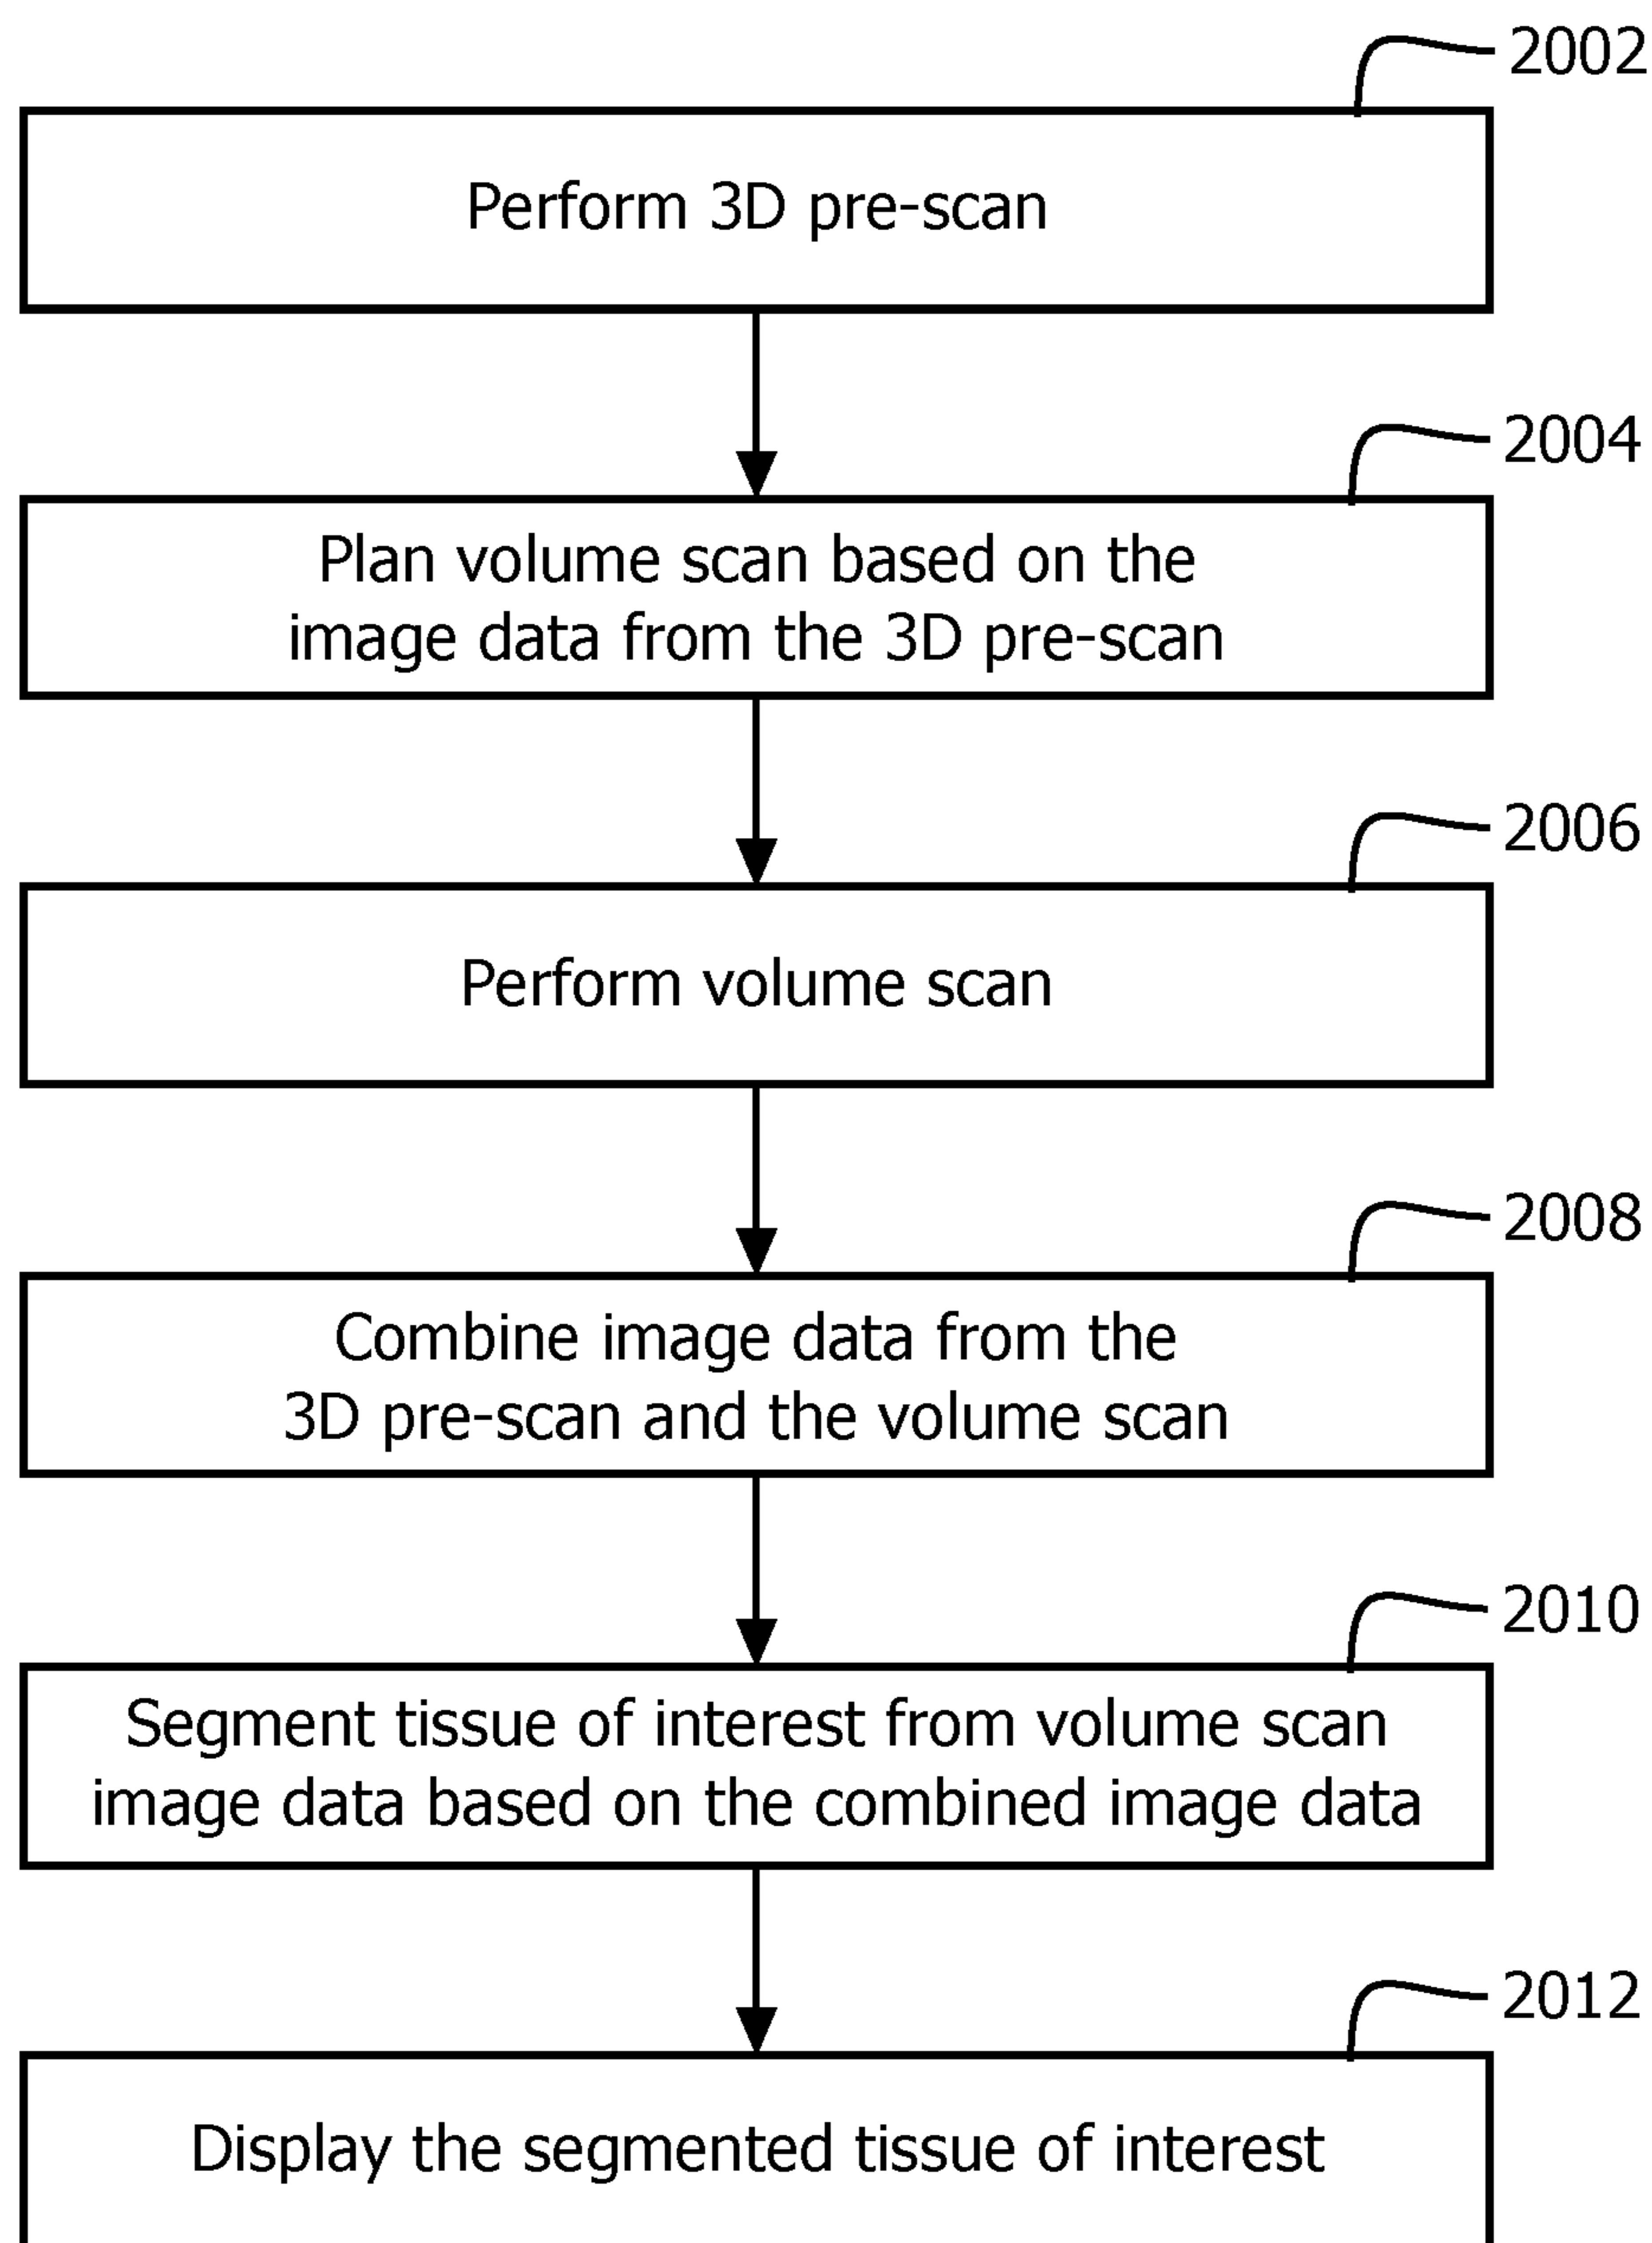 2002
Perform 3D pre-scan
2004
Plan volume scan based on the
image data from the 3D pre-scan
2006
Perform volume scan
2008
Combine image data from the
3D pre-scan and the volume scan
2010
Segment tissue of interest from volume scan
image data based on the combined image data
2012
Display the segmented tissue of interest